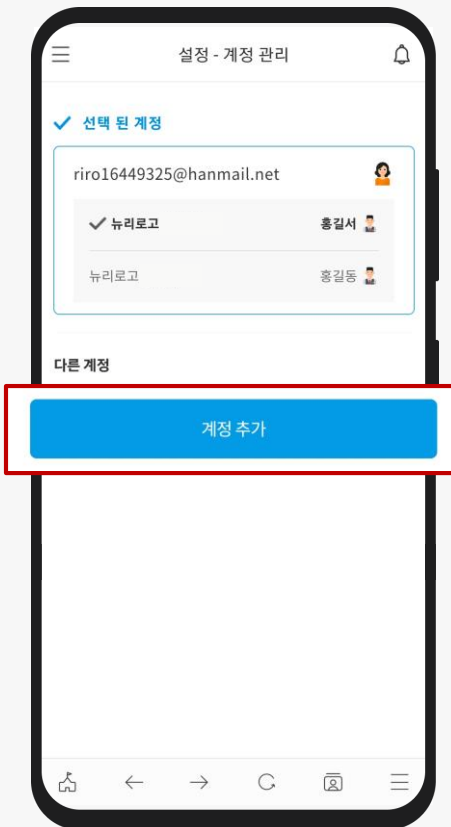 설정 - 계정 관리
선택 된 계정
riro16449325@hanmail.net
뉴리로고 홍길서
뉴리로고 홍길동
다른 계정
계정 추가